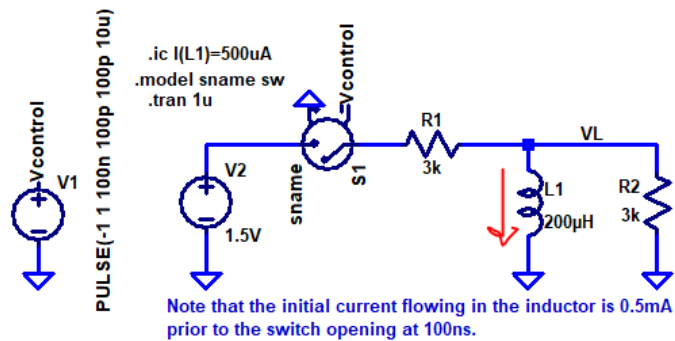 PULSE(-1 1 100n 100p 100p 10u)
Vcontrol
V1
.ic I(L1)=500uA
.model sname sw
.tran 1u
V2
1.5V
sname
S1
Vcontrol
R1
3k
VL
L1
200µH
R2
3k
Note that the initial current flowing in the inductor is 0.5mA
prior to the switch opening at 100ns.